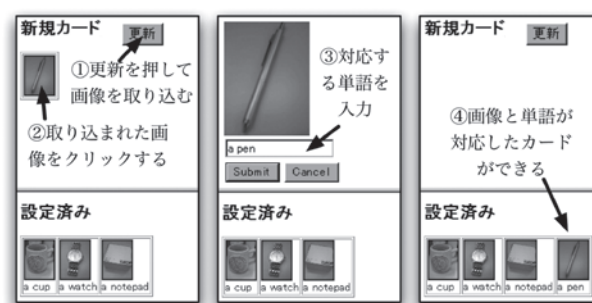 新規カード
更新
①更新を押して
画像を取り込む
②取り込まれた画
像をクリックする
設定済み
a cup
a watch
a notepad
③対応す
る単語を
入力
a pen
Submit
Cancel
設定済み
a cup
a watch
a notepad
新規カード
更新
④画像と単語が
対応したカード
ができる
設定済み
a cup
a watch
a notepad
a pen